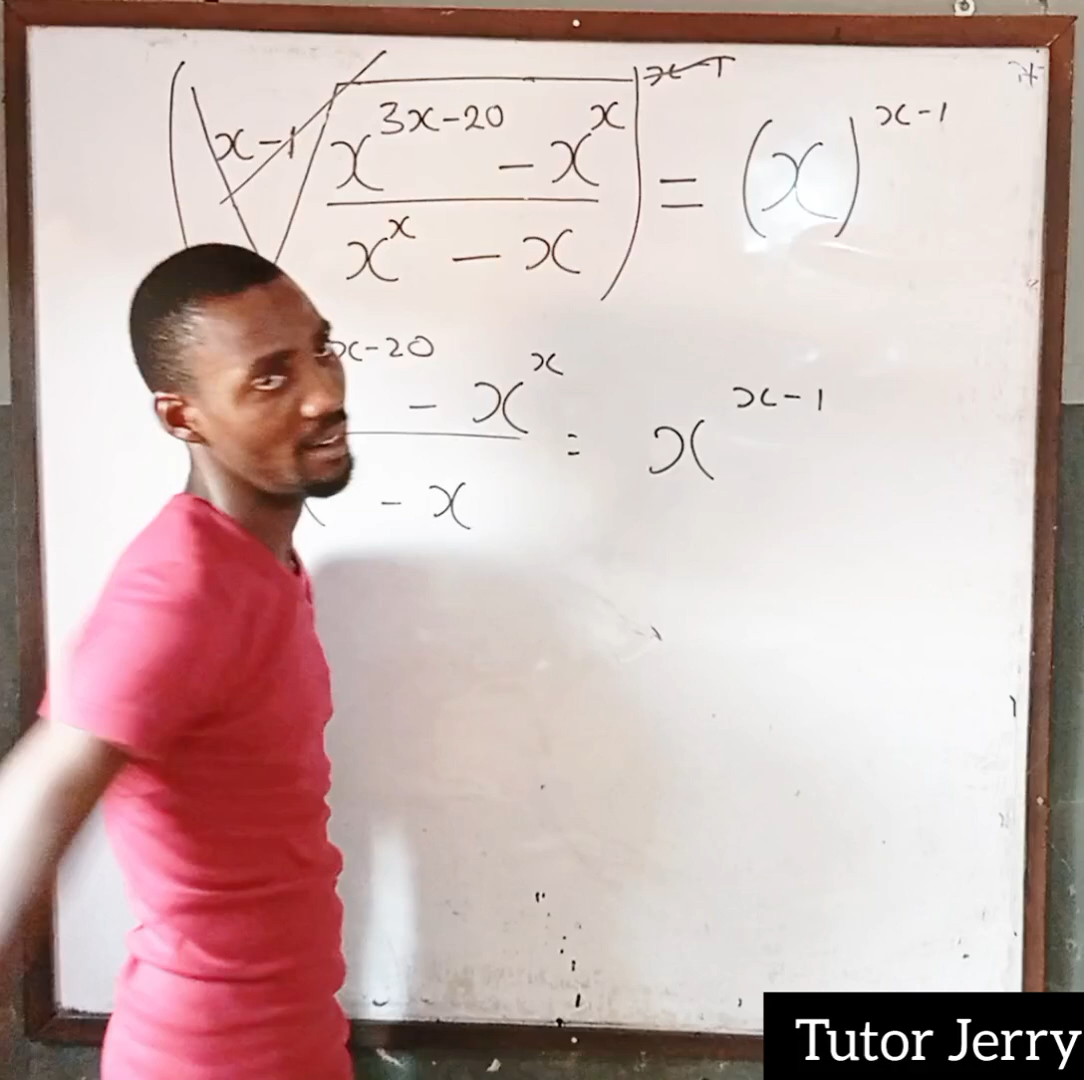 (ˣ⁻¹√((x^{3x-20} - x^x)/(x^x - x)))^{x-1} = (x)^{x-1}
x-20 - x^x = x^{x-1}
- x
Tutor Jerry